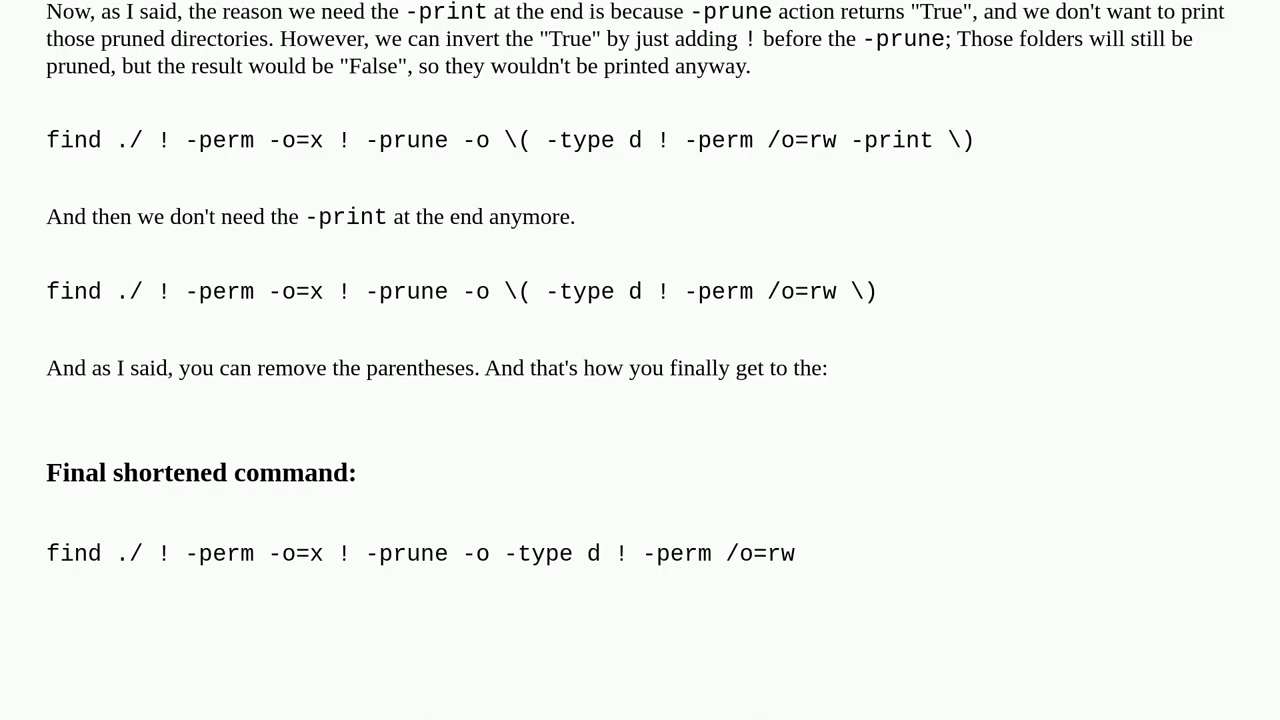 Now, as I said, the reason we need the -print at the end is because -prune action returns "True", and we don't want to print
those pruned directories. However, we can invert the "True" by just adding ! before the -prune; Those folders will still be
pruned, but the result would be "False", so they wouldn't be printed anyway.
find ./ ! -perm -o=x ! -prune -o \( -type d ! -perm /o=rw -print \)
And then we don't need the -print at the end anymore.
find ./ ! -perm -o=x ! -prune -o \( -type d ! -perm /o=rw \)
And as I said, you can remove the parentheses. And that's how you finally get to the:
Final shortened command:
find ./ ! -perm -o=x ! -prune -o -type d ! -perm /o=rw